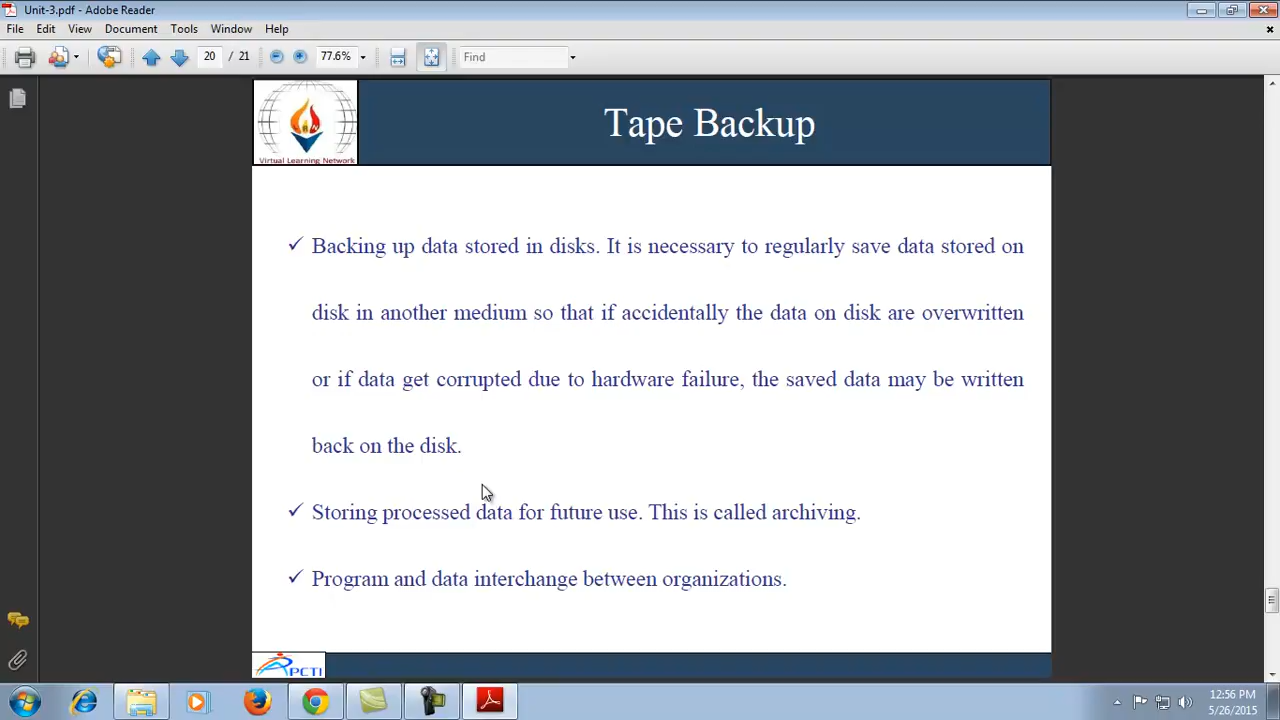 Unit-3.pdf - Adobe Reader
File Edit View Document Tools Window Help
20 / 21 77.6% Find
Tape Backup
Virtual Learning Network
✓ Backing up data stored in disks. It is necessary to regularly save data stored on
disk in another medium so that if accidentally the data on disk are overwritten
or if data get corrupted due to hardware failure, the saved data may be written
back on the disk.
✓ Storing processed data for future use. This is called archiving.
✓ Program and data interchange between organizations.
APCTI
12:56 PM
5/26/2015